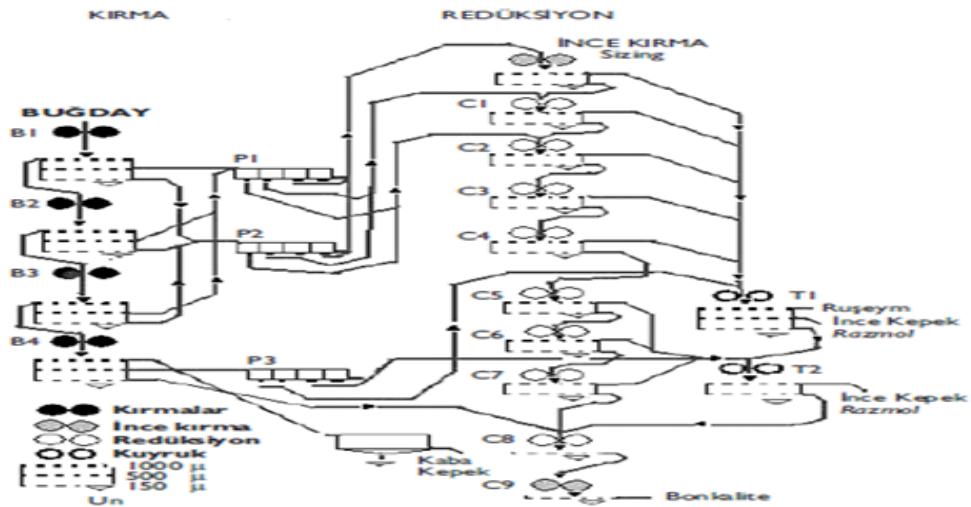 KIRMA
REDÜKSİYON
İNCE KIRMA
Sizing
BUĞDAY
B1
B2
B3
B4
P1
P2
P3
C1
C2
C3
C4
C5
C6
C7
C8
C9
T1
Ruşeym
İnce Kepek
Razmol
T2
İnce Kepek
Razmol
Kaba
Kepek
Bonkalite
Kırmalar
İnce kırma
Redüksiyon
Kuyruk
1000 µ
500 µ
150 µ
Un